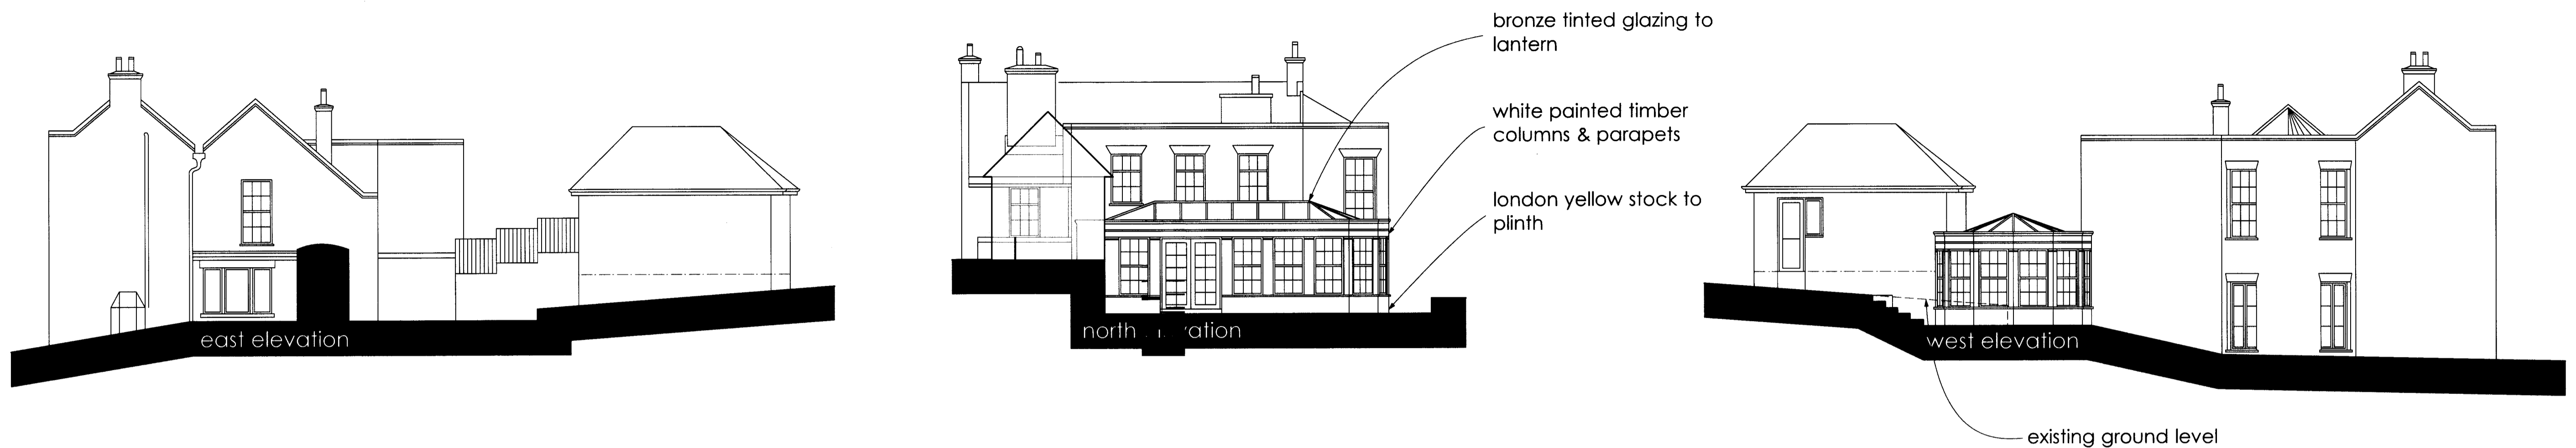 bronze tinted glazing to
lantern
white painted timber
columns & parapets
london yellow stock to
plinth
east elevation
north vation
west elevation
existing ground level